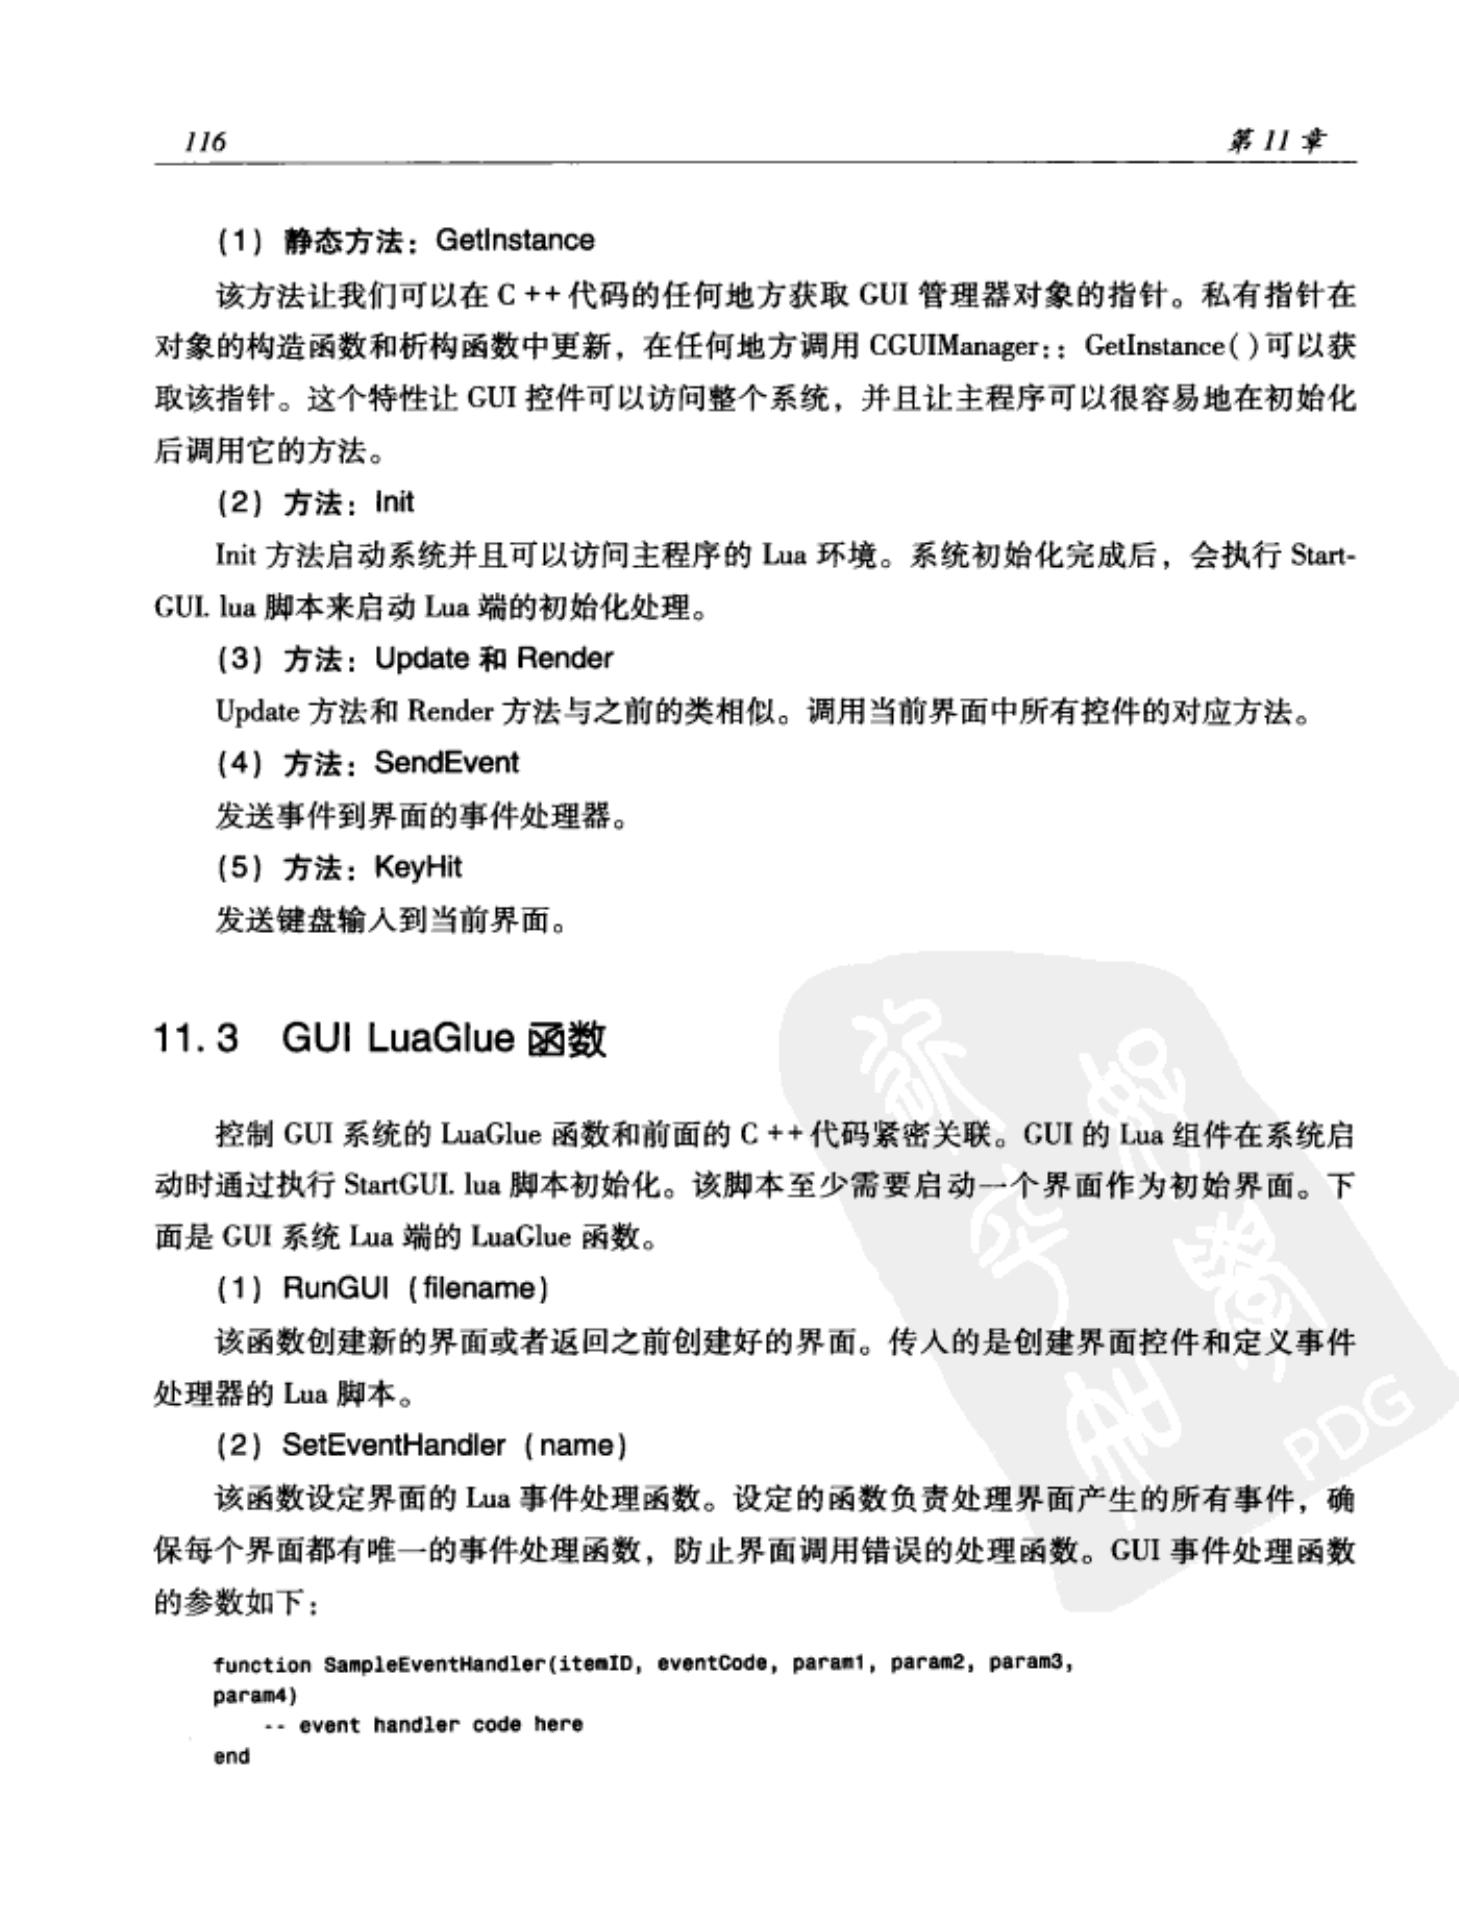 116 第 11 章
(1) 静态方法：GetInstance
该方法让我们可以在 C ++ 代码的任何地方获取 GUI 管理器对象的指针。私有指针在
对象的构造函数和析构函数中更新，在任何地方调用 CGUIManager:: GetInstance( )可以获
取该指针。这个特性让 GUI 控件可以访问整个系统，并且让主程序可以很容易地在初始化
后调用它的方法。
(2) 方法：Init
Init 方法启动系统并且可以访问主程序的 Lua 环境。系统初始化完成后，会执行 Start-
GUI. lua 脚本来启动 Lua 端的初始化处理。
(3) 方法：Update 和 Render
Update 方法和 Render 方法与之前的类相似。调用当前界面中所有控件的对应方法。
(4) 方法：SendEvent
发送事件到界面的事件处理器。
(5) 方法：KeyHit
发送键盘输入到当前界面。
11. 3 GUI LuaGlue 函数
控制 GUI 系统的 LuaGlue 函数和前面的 C ++ 代码紧密关联。GUI 的 Lua 组件在系统启
动时通过执行 StartGUI. lua 脚本初始化。该脚本至少需要启动一个界面作为初始界面。下
面是 GUI 系统 Lua 端的 LuaGlue 函数。
(1) RunGUI (filename)
该函数创建新的界面或者返回之前创建好的界面。传入的是创建界面控件和定义事件
处理器的 Lua 脚本。
(2) SetEventHandler (name)
该函数设定界面的 Lua 事件处理函数。设定的函数负责处理界面产生的所有事件，确
保每个界面都有唯一的事件处理函数，防止界面调用错误的处理函数。GUI 事件处理函数
的参数如下：
function SampleEventHandler(itemID, eventCode, param1, param2, param3,
param4)
-- event handler code here
end
PDG